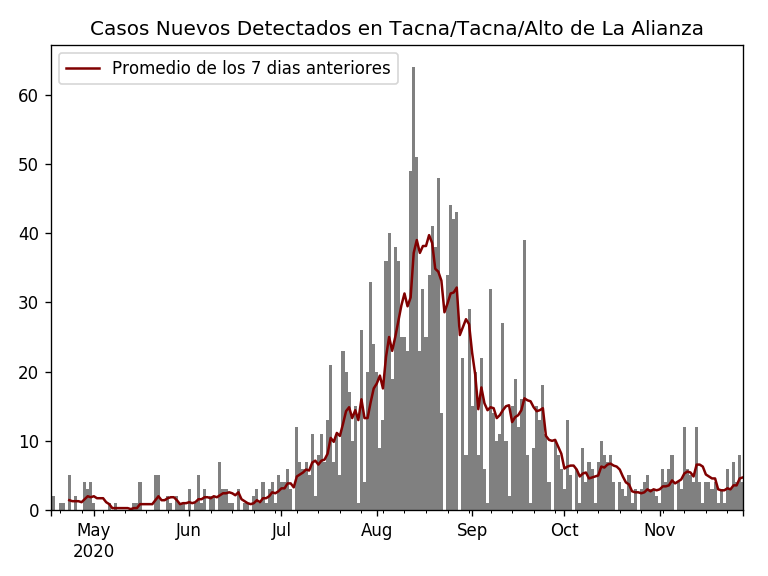 Casos Nuevos Detectados en Tacna/Tacna/Alto de La Alianza
Promedio de los 7 dias anteriores
60
50
40
30
20
10
0
May Jun Jul Aug Sep Oct Nov
2020